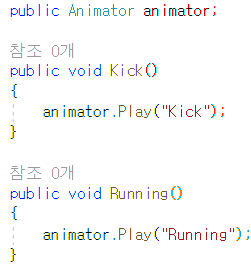 public Animator animator;
참조 0개
public void Kick()
{
animator.Play("Kick");
}
참조 0개
public void Running()
{
animator.Play("Running");
}